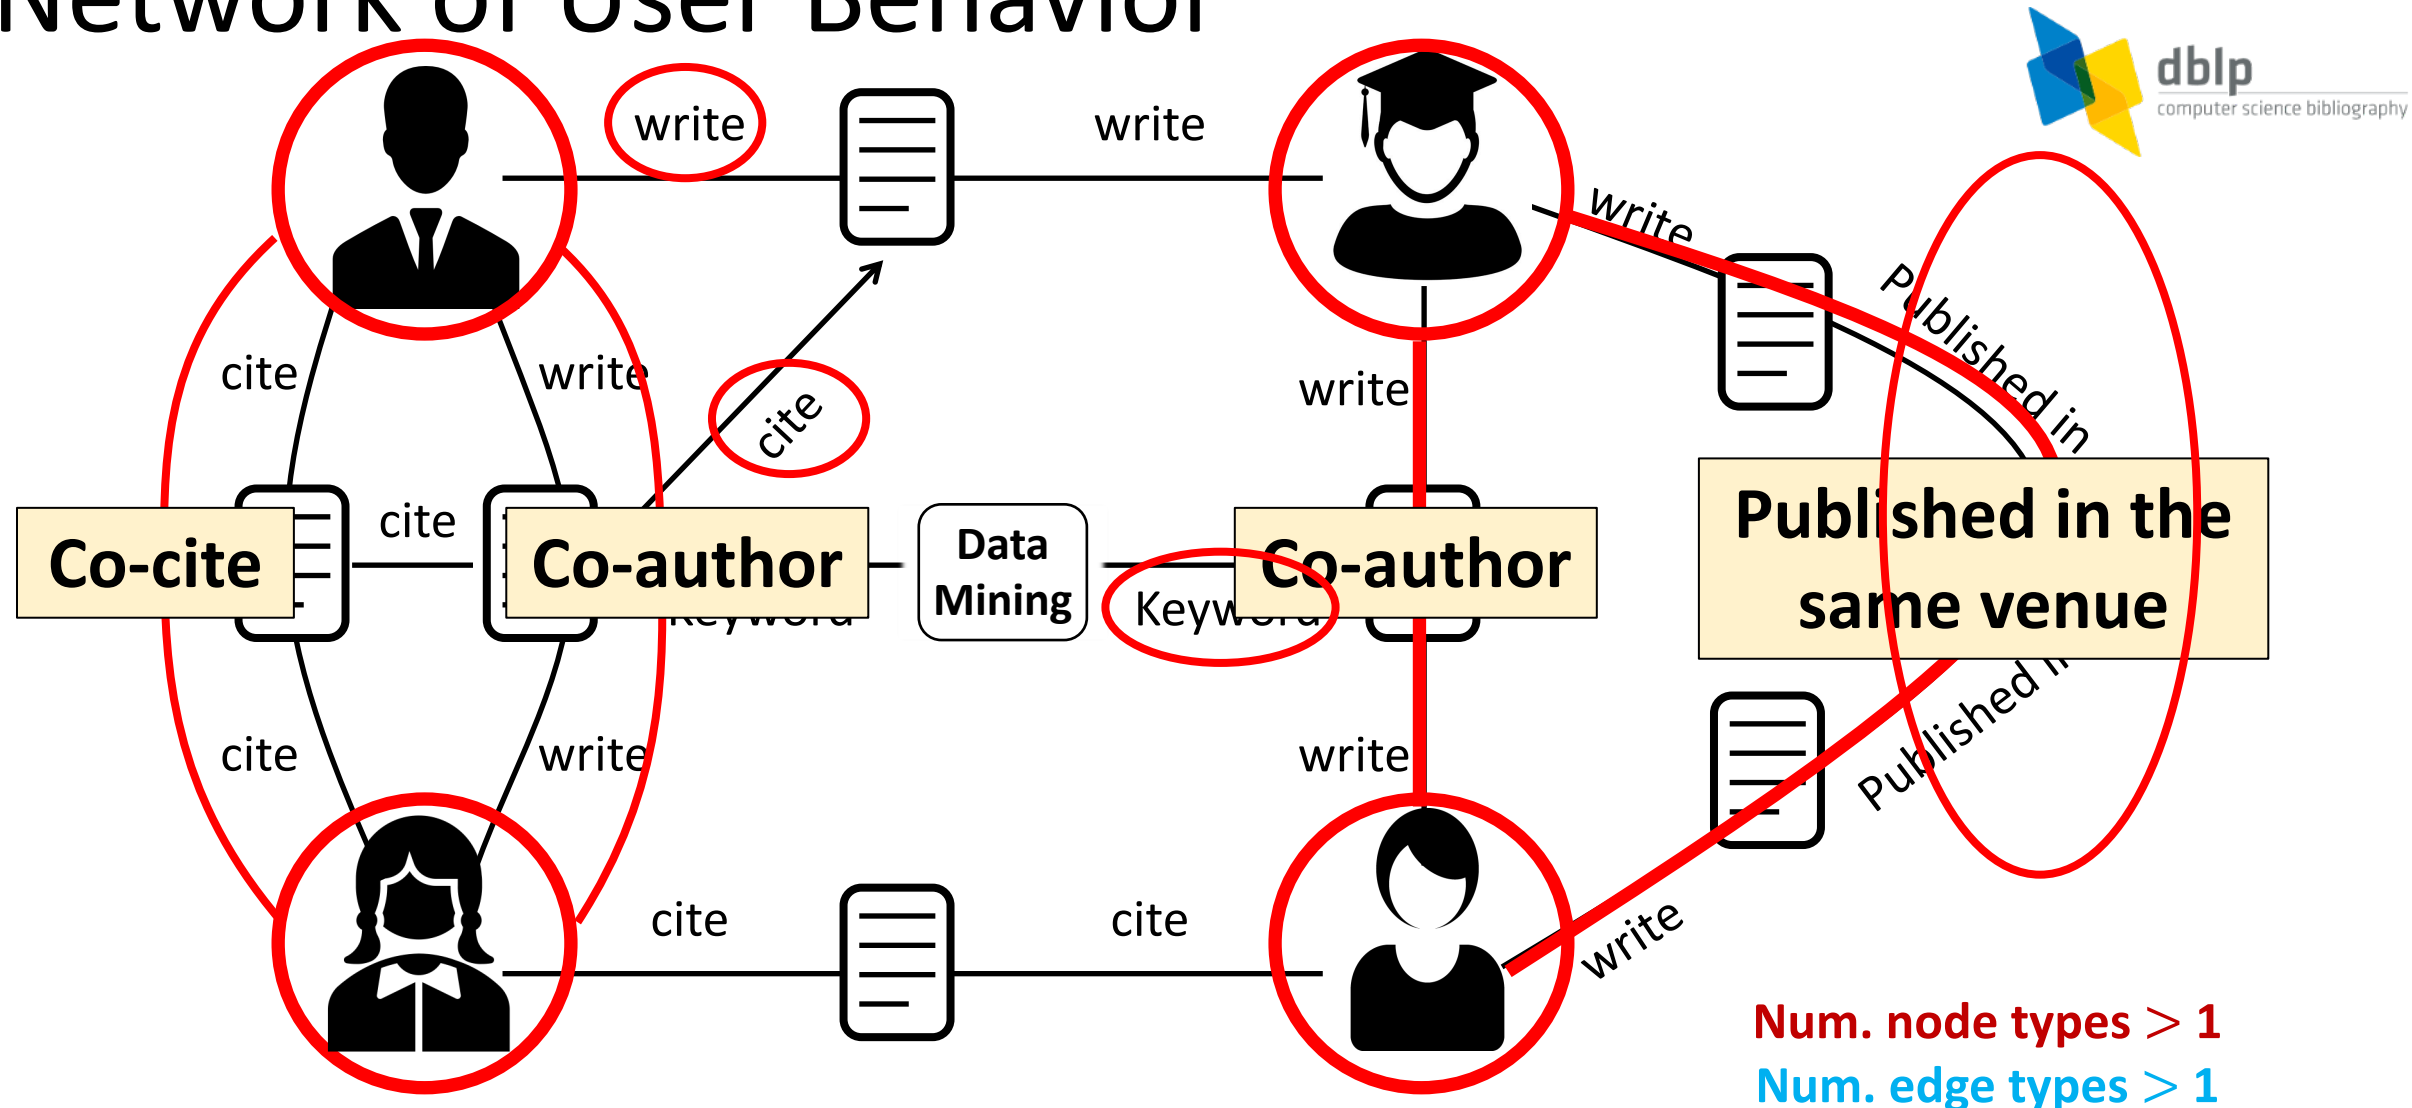 Network of User Behavior
dblp
computer science bibliography
write
write
write
Published in
cite
write
cite
write
cite
Co-cite
Co-author
Data
Mining
Co-author
Published in the
same venue
Keyword
Keyword
cite
write
write
Published in
cite
cite
write
Num. node types > 1
Num. edge types > 1